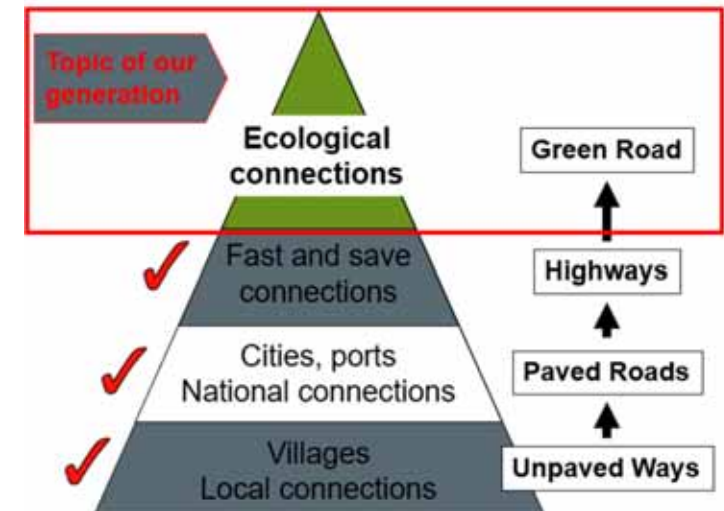 Topic of our
generation
Ecological
connections
Green Road
Fast and save
connections
Highways
Cities, ports
National connections
Paved Roads
Villages
Local connections
Unpaved Ways